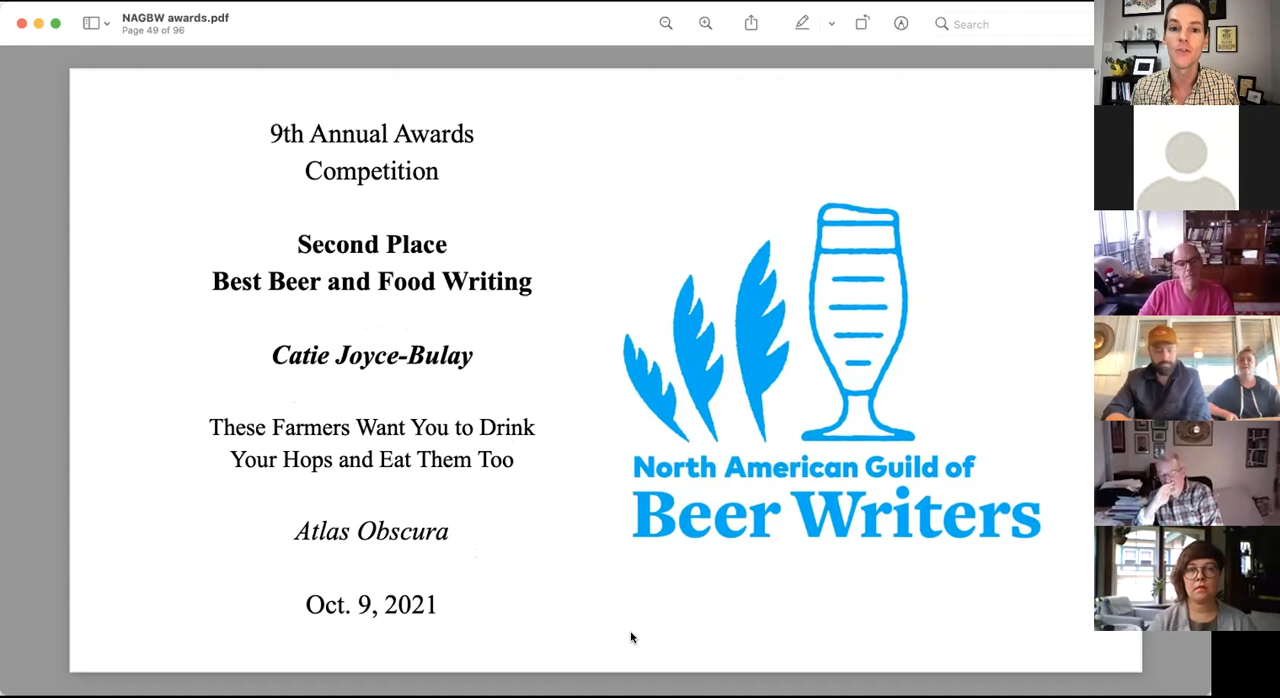 NAGBW awards.pdf
Page 49 of 96
Search
9th Annual Awards
Competition
Second Place
Best Beer and Food Writing
Catie Joyce-Bulay
These Farmers Want You to Drink
Your Hops and Eat Them Too
Atlas Obscura
Oct. 9, 2021
North American Guild of
Beer Writers